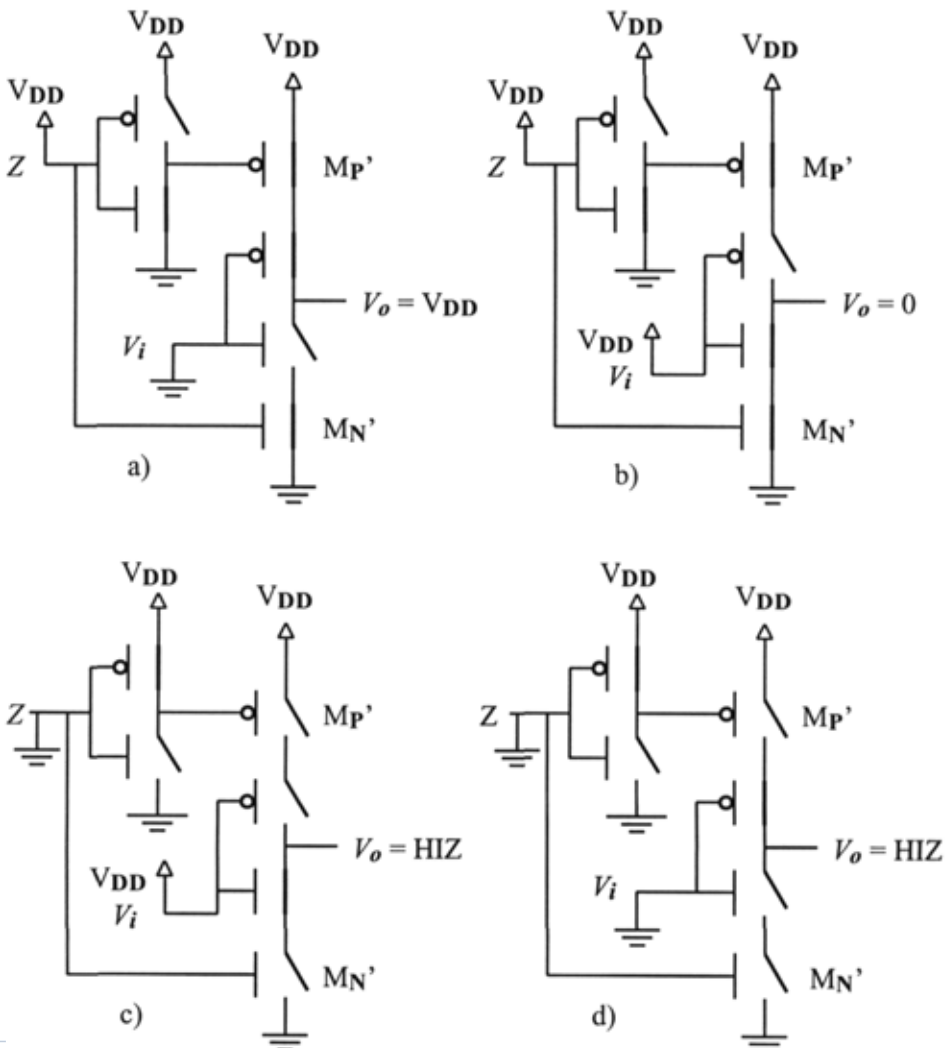 VDD
VDD
VDD
Z
MP’
Vo = VDD
Vi
MN’
a)
VDD
VDD
VDD
Z
MP’
Vo = 0
VDD
Vi
MN’
b)
VDD
VDD
Z
MP’
Vo = HIZ
VDD
Vi
MN’
c)
VDD
VDD
Z
MP’
Vo = HIZ
Vi
MN’
d)